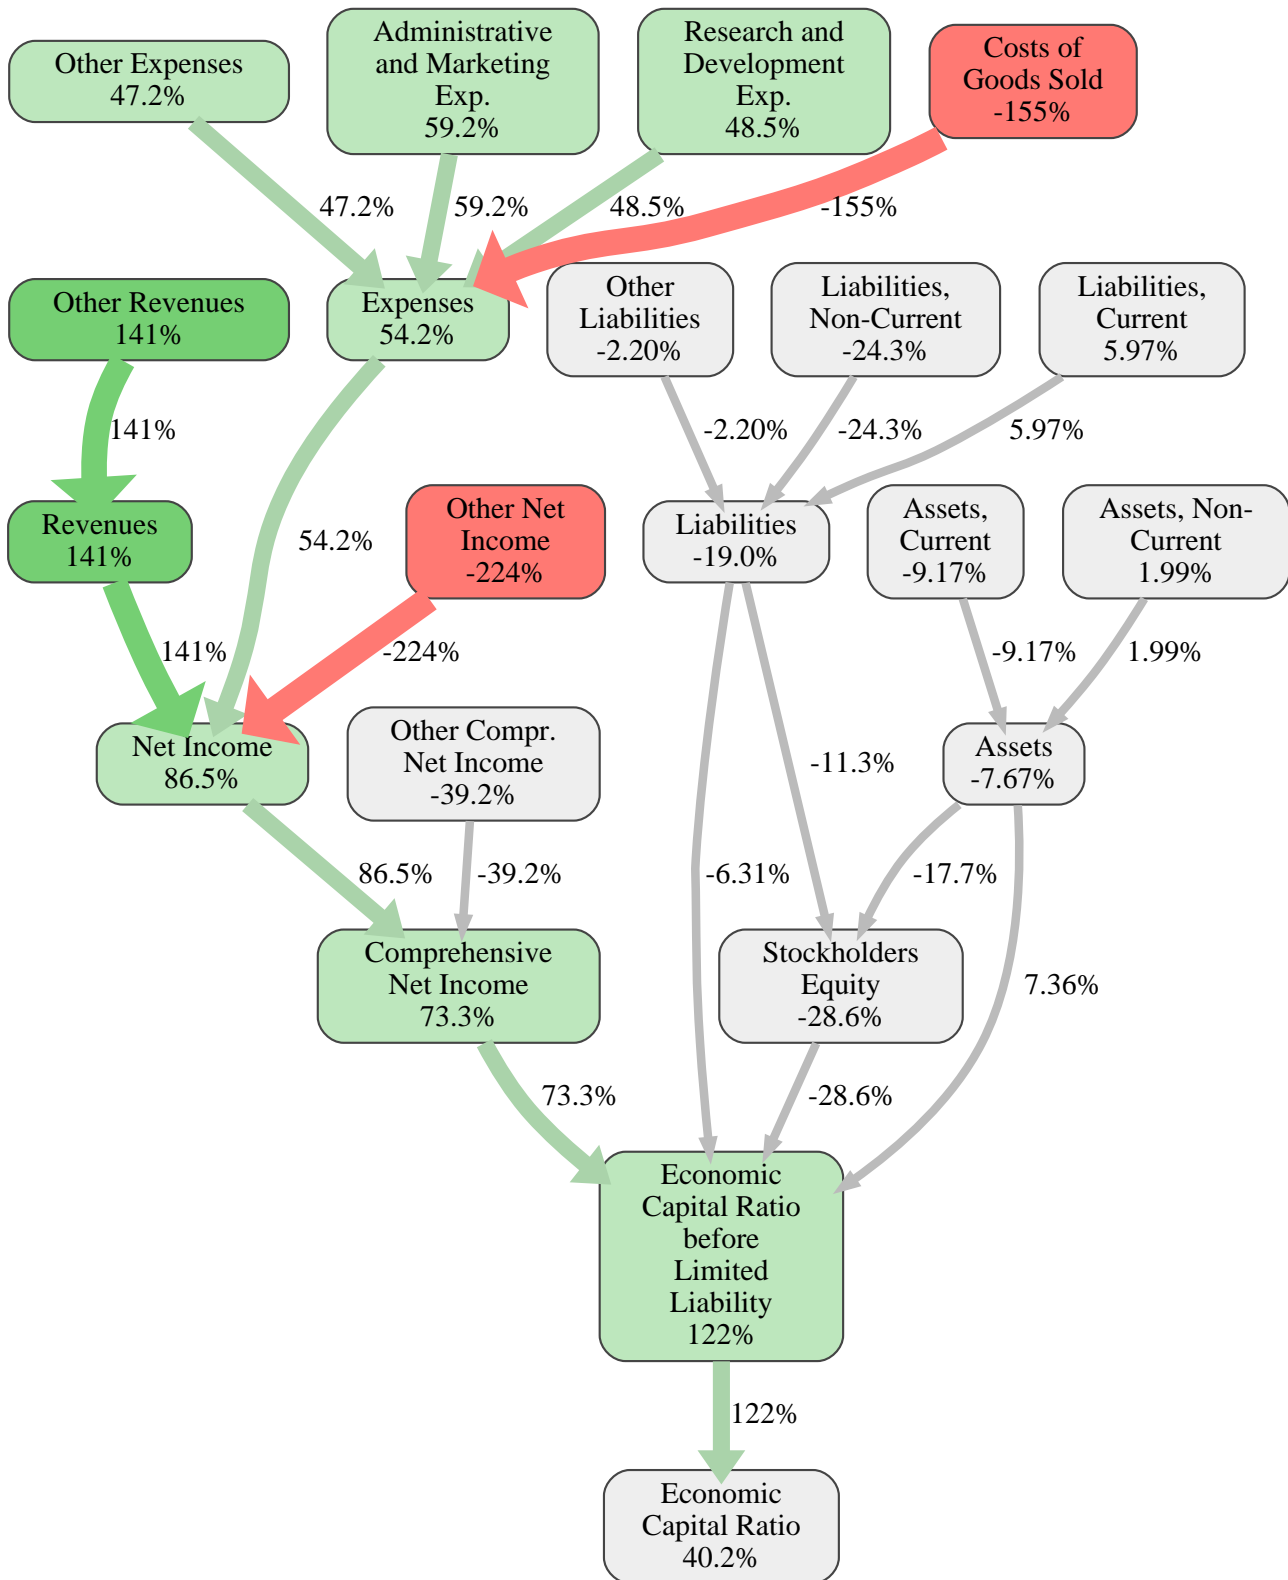 Other Expenses
47.2%
Administrative
and Marketing
Exp.
59.2%
Research and
Development
Exp.
48.5%
Costs of
Goods Sold
-155%
47.2%
59.2%
48.5%
-155%
Other Revenues
141%
Expenses
54.2%
Other
Liabilities
-2.20%
Liabilities,
Non-Current
-24.3%
Liabilities,
Current
5.97%
141%
-2.20%
-24.3%
5.97%
Revenues
141%
54.2%
Other Net
Income
-224%
Liabilities
-19.0%
Assets,
Current
-9.17%
Assets, Non-
Current
1.99%
141%
-224%
-9.17%
1.99%
Net Income
86.5%
Other Compr.
Net Income
-39.2%
-11.3%
Assets
-7.67%
86.5%
-39.2%
-6.31%
-17.7%
Comprehensive
Net Income
73.3%
Stockholders
Equity
-28.6%
7.36%
73.3%
-28.6%
Economic
Capital Ratio
before
Limited
Liability
122%
122%
Economic
Capital Ratio
40.2%